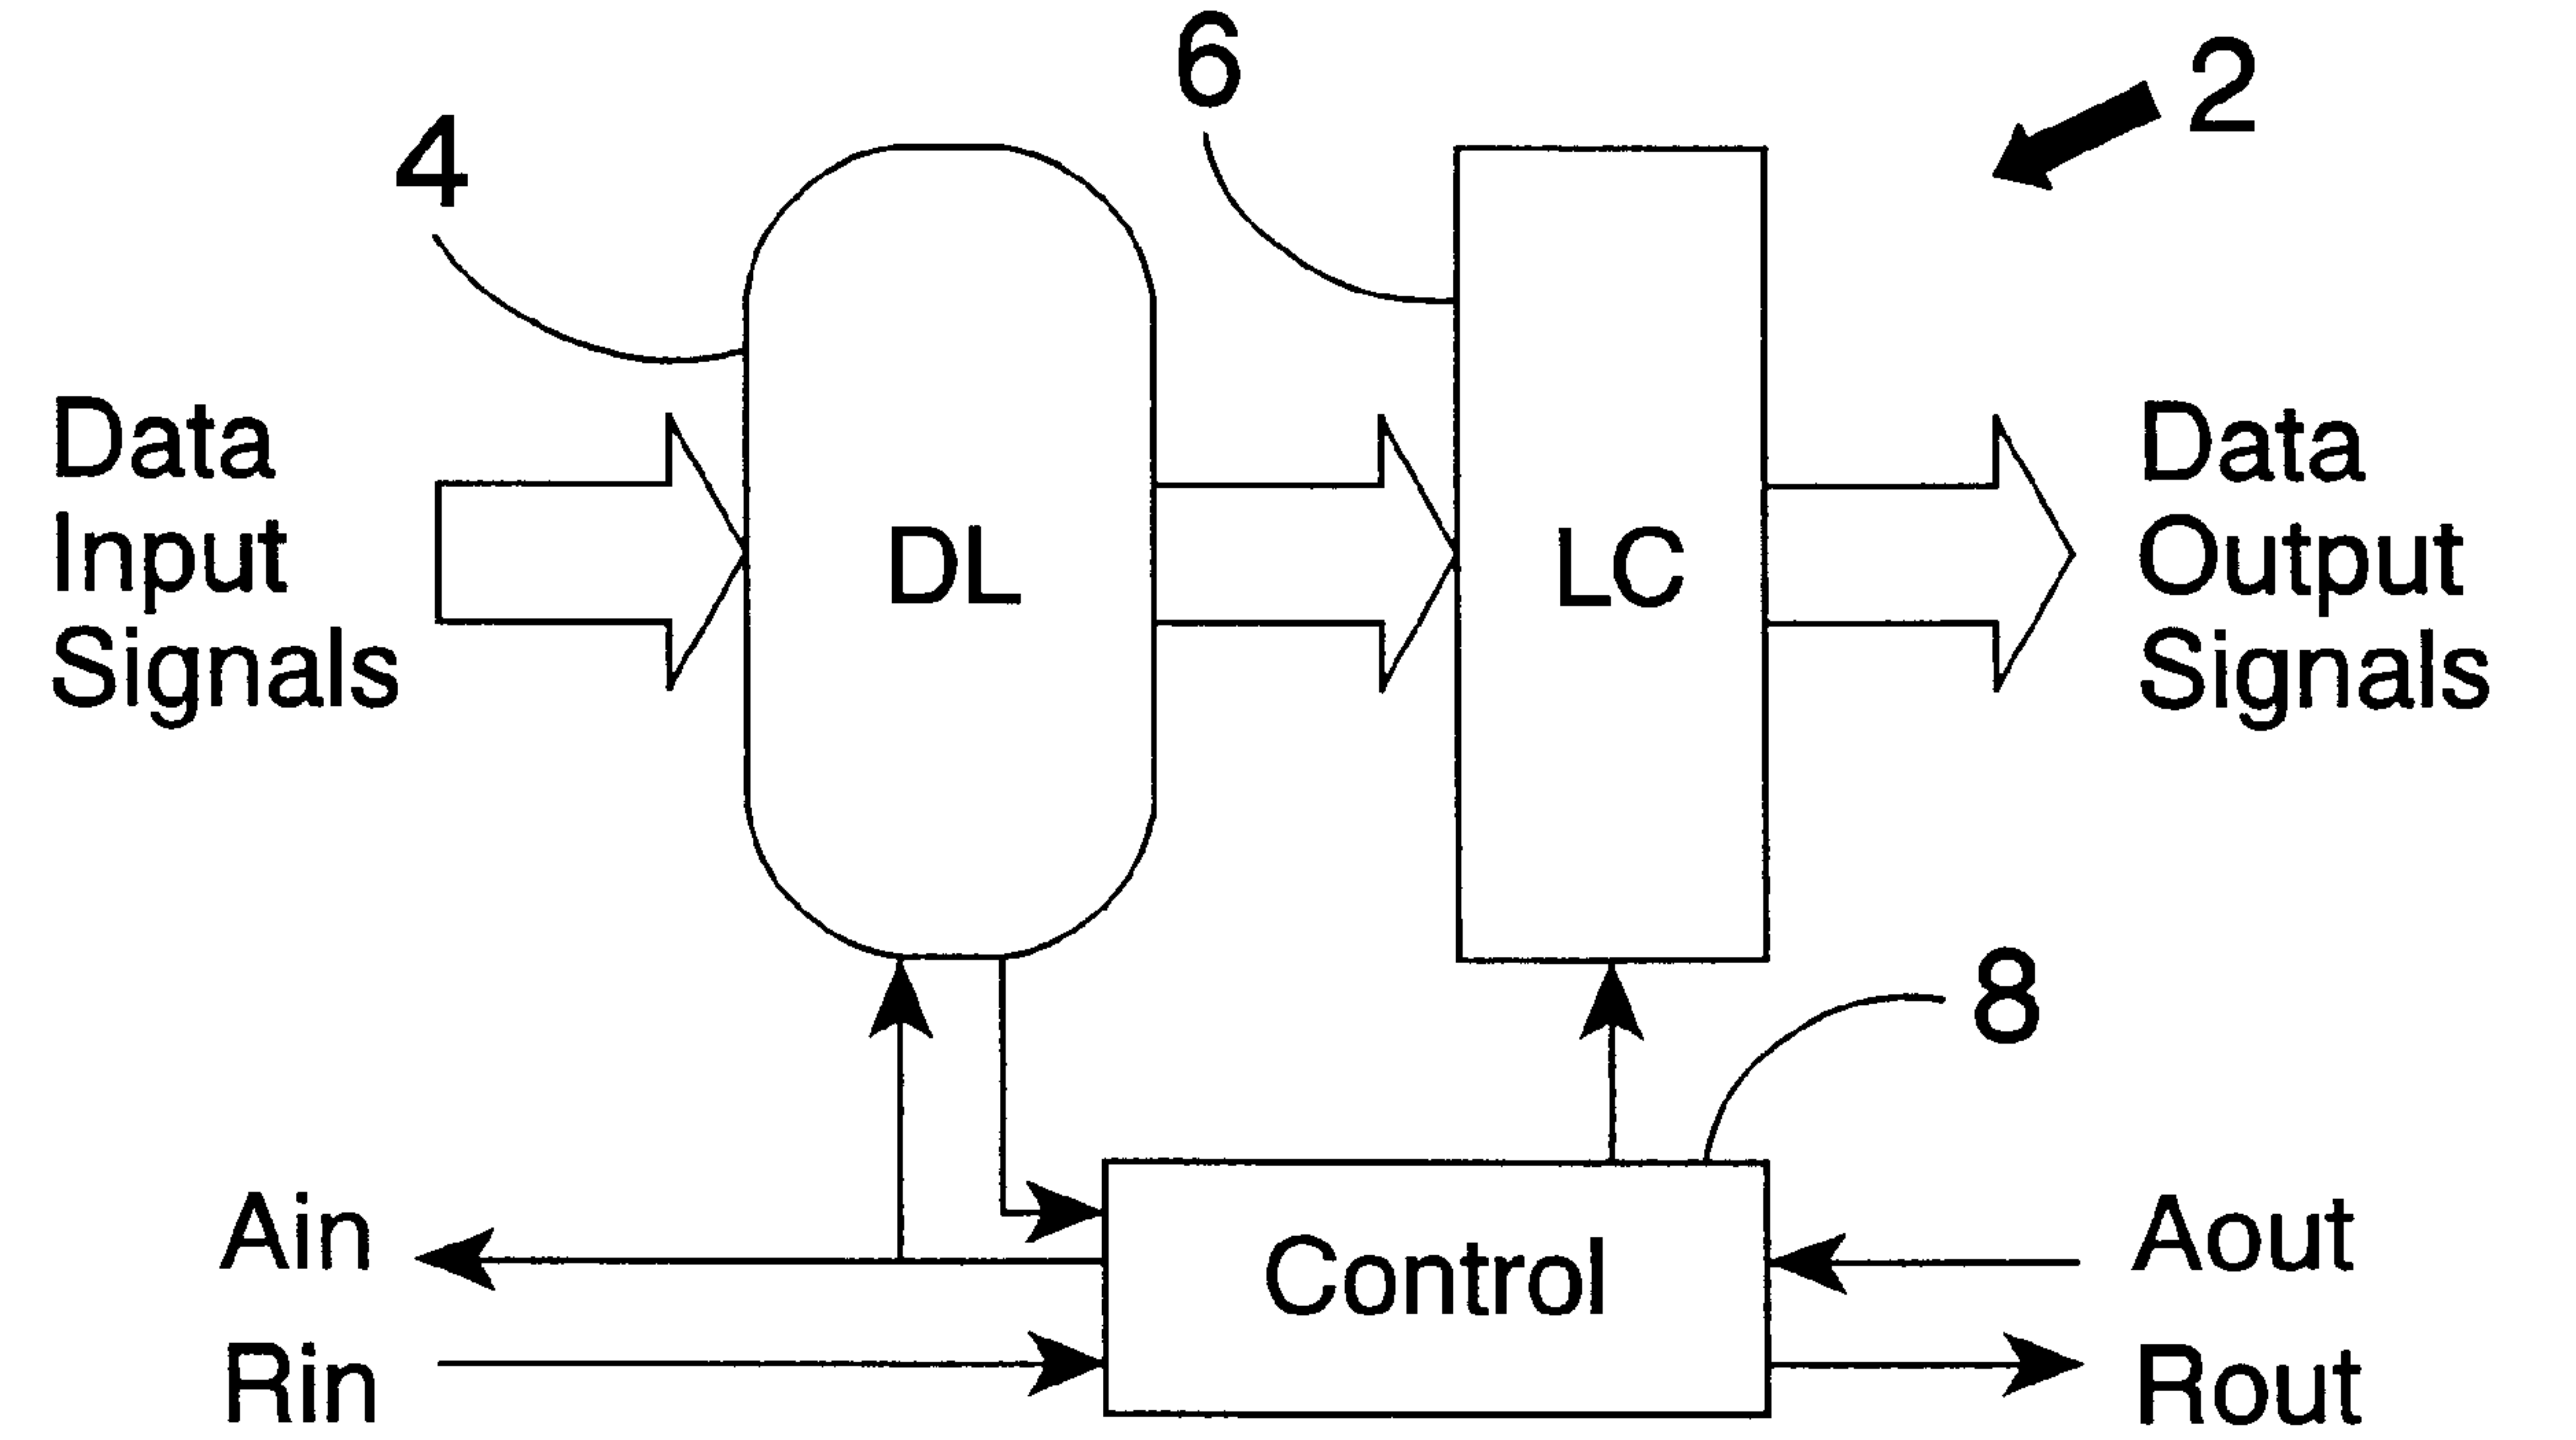 6
2
4
Data
Input
Signals
DL
LC
Data
Output
Signals
8
Ain
Control
Aout
Rin
Rout